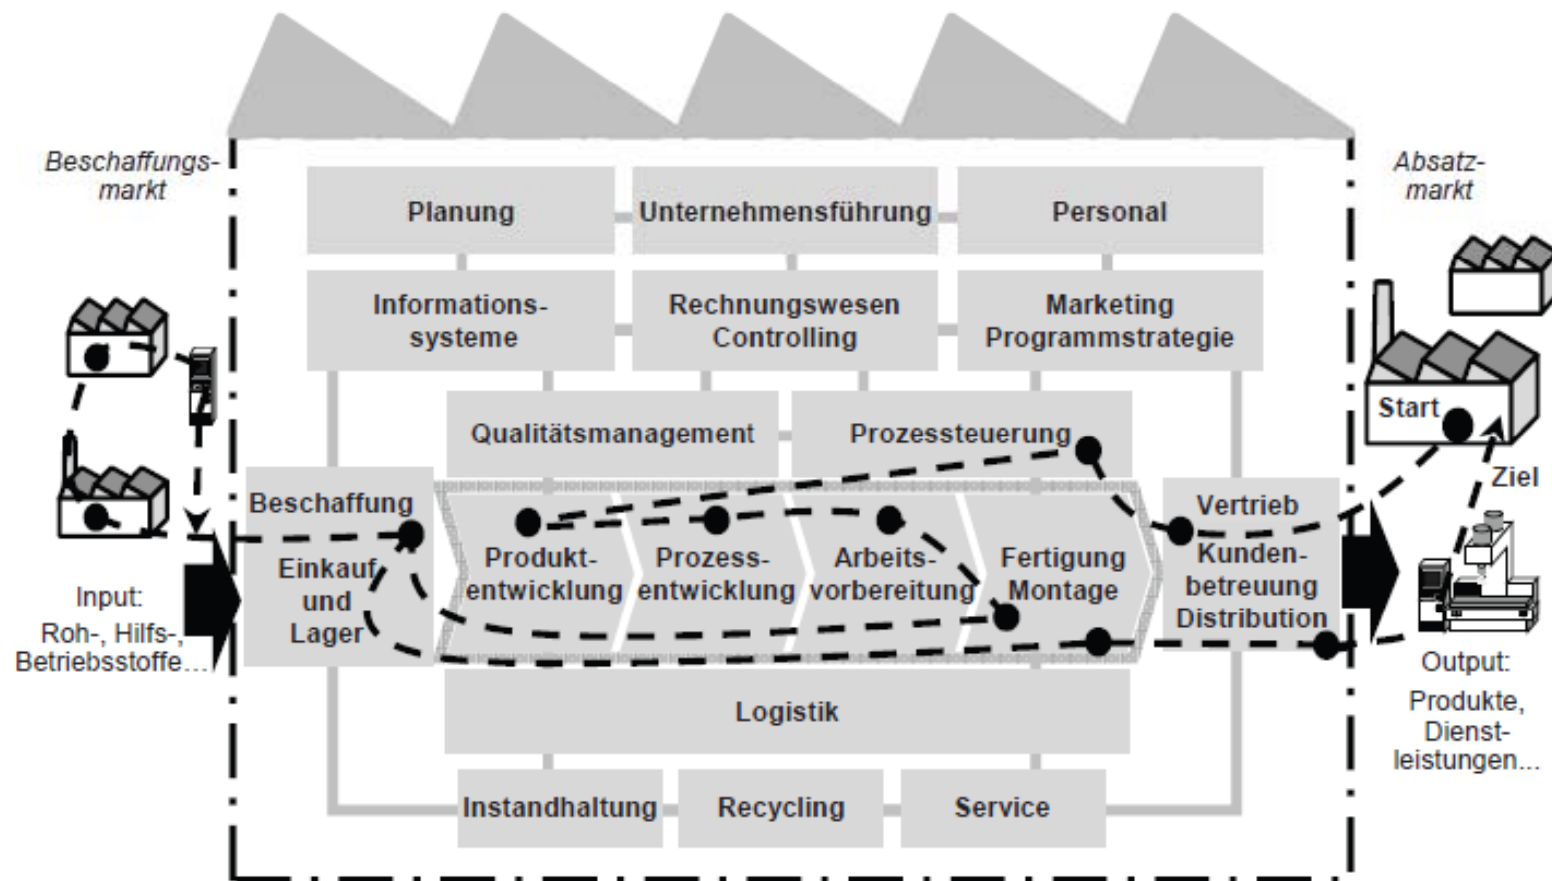 Beschaffungs-
markt
Absatz-
markt
Planung
Unternehmensführung
Personal
Informations-
systeme
Rechnungswesen
Controlling
Marketing
Programmstrategie
Qualitätsmanagement
Prozessteuerung
Start
Ziel
Beschaffung
Einkauf
und
Lager
Produkt-
entwicklung
Prozess-
entwicklung
Arbeits-
vorbereitung
Fertigung
Montage
Vertrieb
Kunden-
betreuung
Distribution
Input:
Roh-, Hilfs-,
Betriebsstoffe...
Output:
Produkte,
Dienst-
leistungen...
Logistik
Instandhaltung
Recycling
Service